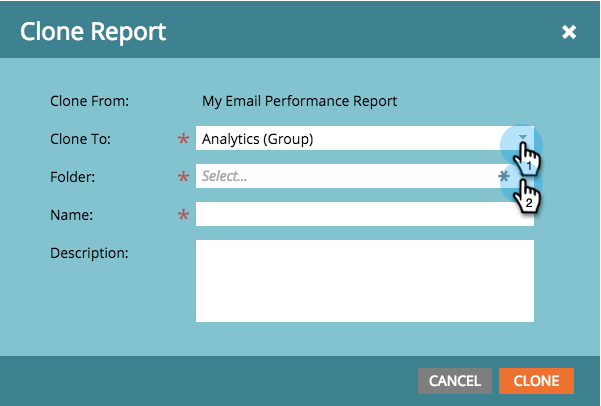 Clone Report
Clone From: My Email Performance Report
Clone To: * Analytics (Group)
1
Folder: * Select... *
2
Name: *
Description:
CANCEL CLONE